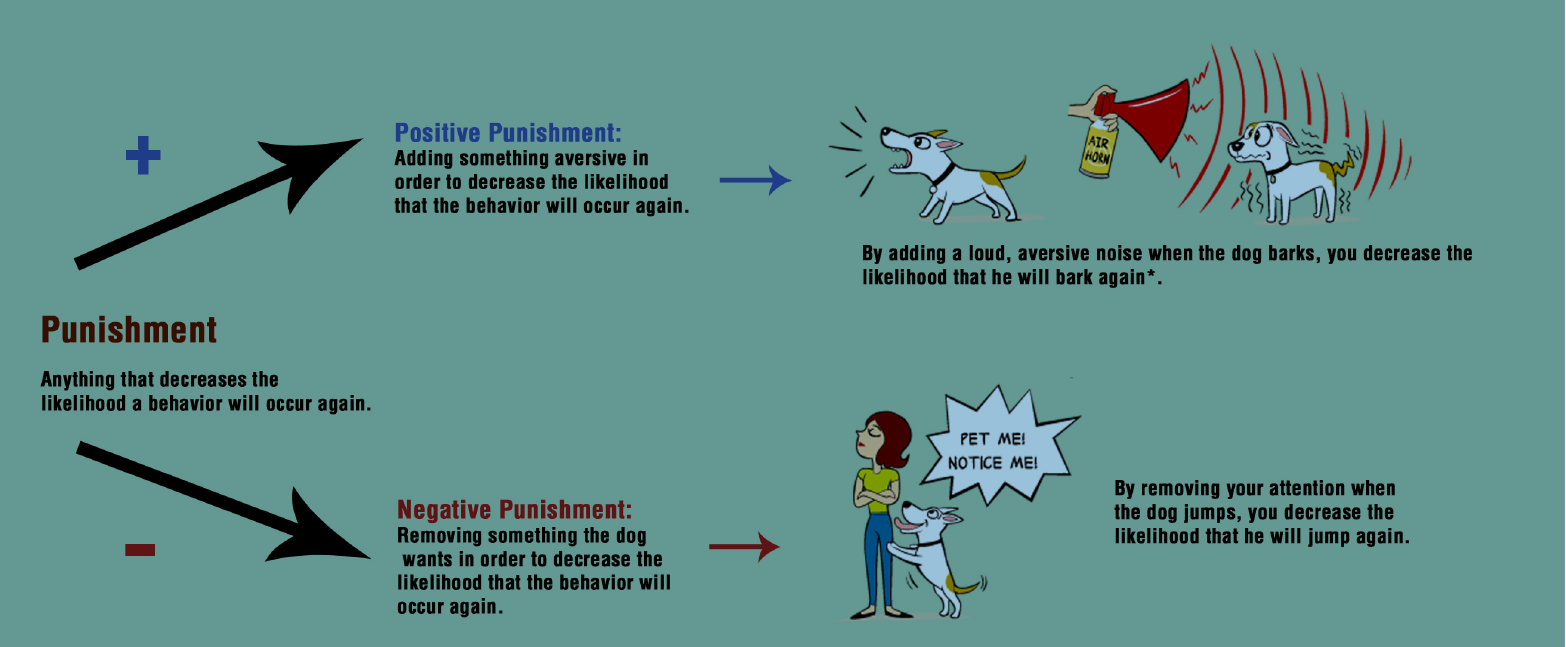 +
Positive Punishment:
Adding something aversive in
order to decrease the likelihood
that the behavior will occur again.
AIR
HORN
By adding a loud, aversive noise when the dog barks, you decrease the
likelihood that he will bark again*.
Punishment
Anything that decreases the
likelihood a behavior will occur again.
-
Negative Punishment:
Removing something the dog
wants in order to decrease the
likelihood that the behavior will
occur again.
PET ME!
NOTICE ME!
By removing your attention when
the dog jumps, you decrease the
likelihood that he will jump again.